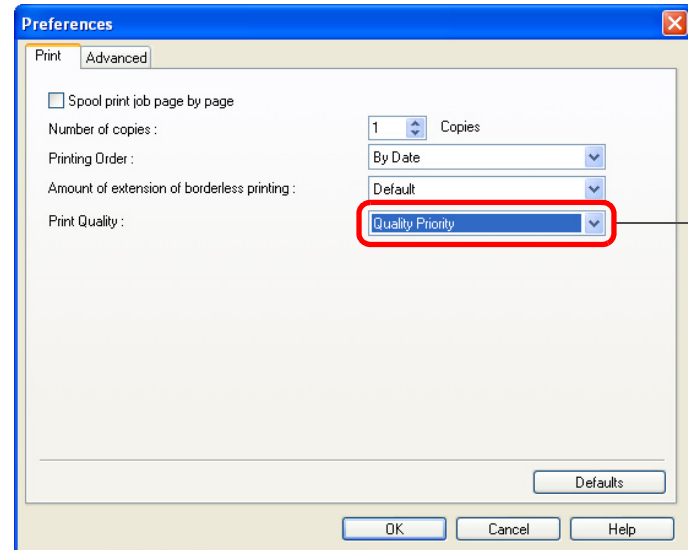 Preferences
Print Advanced
Spool print job page by page
Number of copies : 1 Copies
Printing Order : By Date
Amount of extension of borderless printing : Default
Print Quality : Quality Priority
Defaults
OK Cancel Help